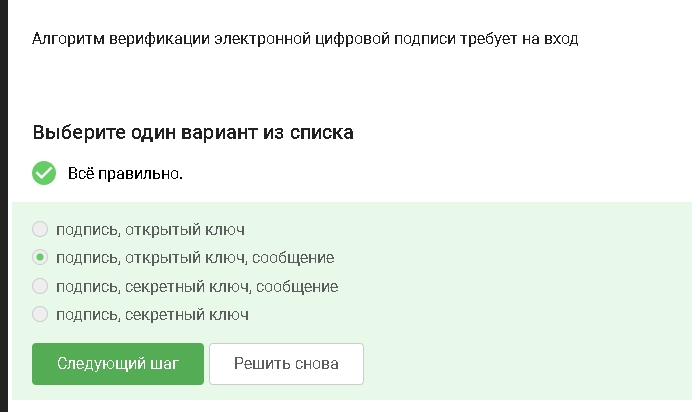 Алгоритм верификации электронной цифровой подписи требует на вход
Выберите один вариант из списка
Всё правильно.
подпись, открытый ключ
подпись, открытый ключ, сообщение
подпись, секретный ключ, сообщение
подпись, секретный ключ
Следующий шаг
Решить снова